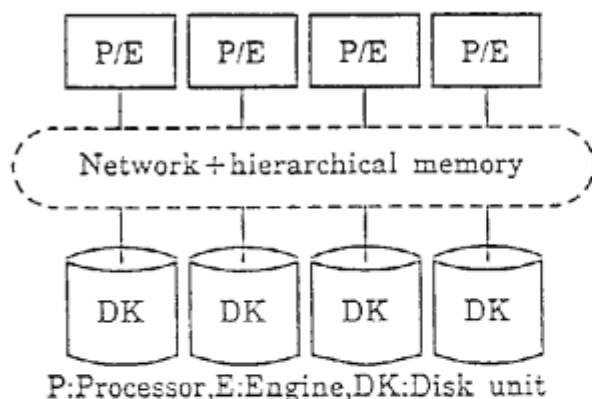 P/E P/E P/E P/E
Network+hierarchical memory
DK DK DK DK
P:Processor,E:Engine,DK:Disk unit